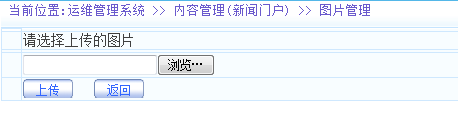 当前位置:运维管理系统 >> 内容管理(新闻门户) >> 图片管理
请选择上传的图片
浏览…
上传 返回